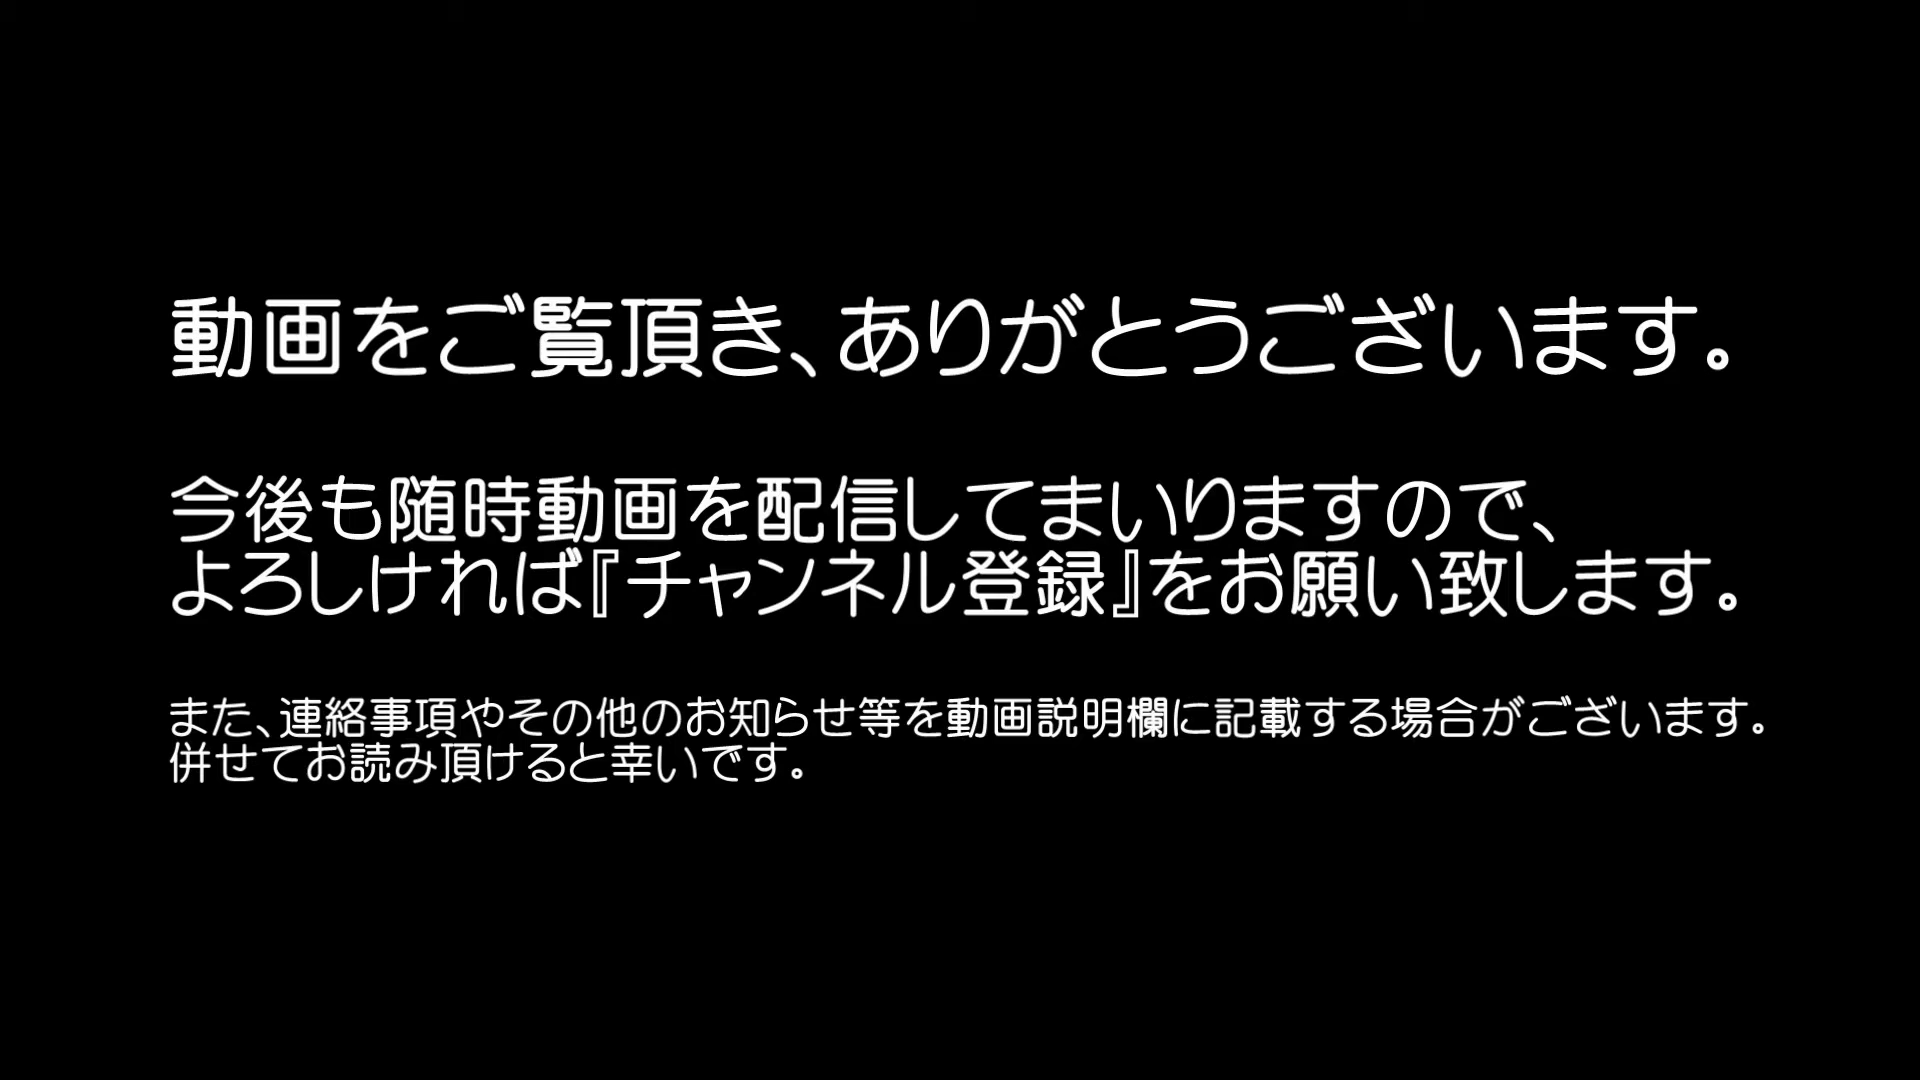 動画をご覧頂き、ありがとうございます。
今後も随時動画を配信してまいりますので、
よろしければ『チャンネル登録』をお願い致します。
また、連絡事項やその他のお知らせ等を動画説明欄に記載する場合がございます。
併せてお読み頂けると幸いです。